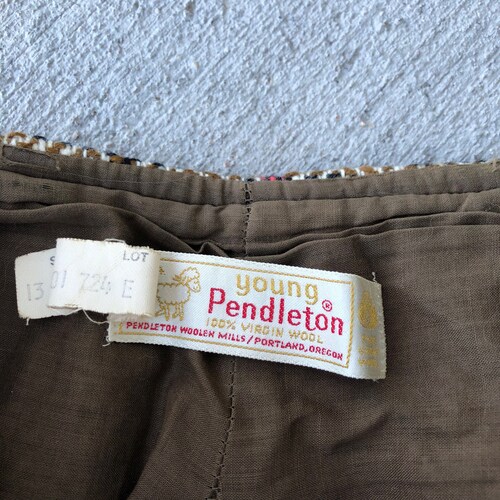 LOT
13
01 724 E
young
Pendleton®
100% VIRGIN WOOL
PENDLETON WOOLEN MILLS/PORTLAND, OREGON